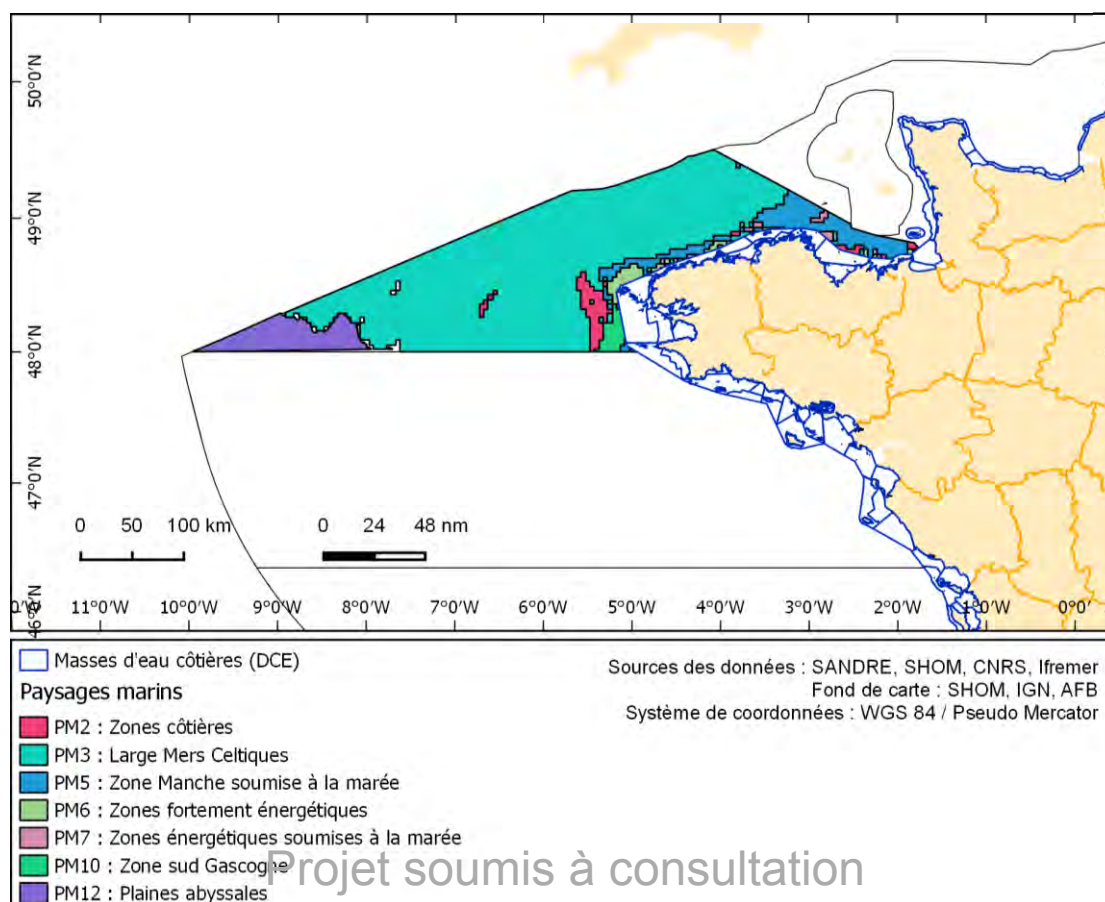 50°0'N
49°0'N
48°0'N
47°0'N
46°0'N
0 50 100 km
0 24 48 nm
0°W 11°0'W 10°0'W 9°0'W 8°0'W 7°0'W 6°0'W 5°0'W 4°0'W 3°0'W 2°0'W 1°0'W 0°0'
Masses d'eau côtières (DCE)
Paysages marins
PM2 : Zones côtières
PM3 : Large Mers Celtiques
PM5 : Zone Manche soumise à la marée
PM6 : Zones fortement énergétiques
PM7 : Zones énergétiques soumises à la marée
PM10 : Zone sud Gascogne
PM12 : Plaines abyssales
Sources des données : SANDRE, SHOM, CNRS, Ifremer
Fond de carte : SHOM, IGN, AFB
Système de coordonnées : WGS 84 / Pseudo Mercator
Projet soumis à consultation